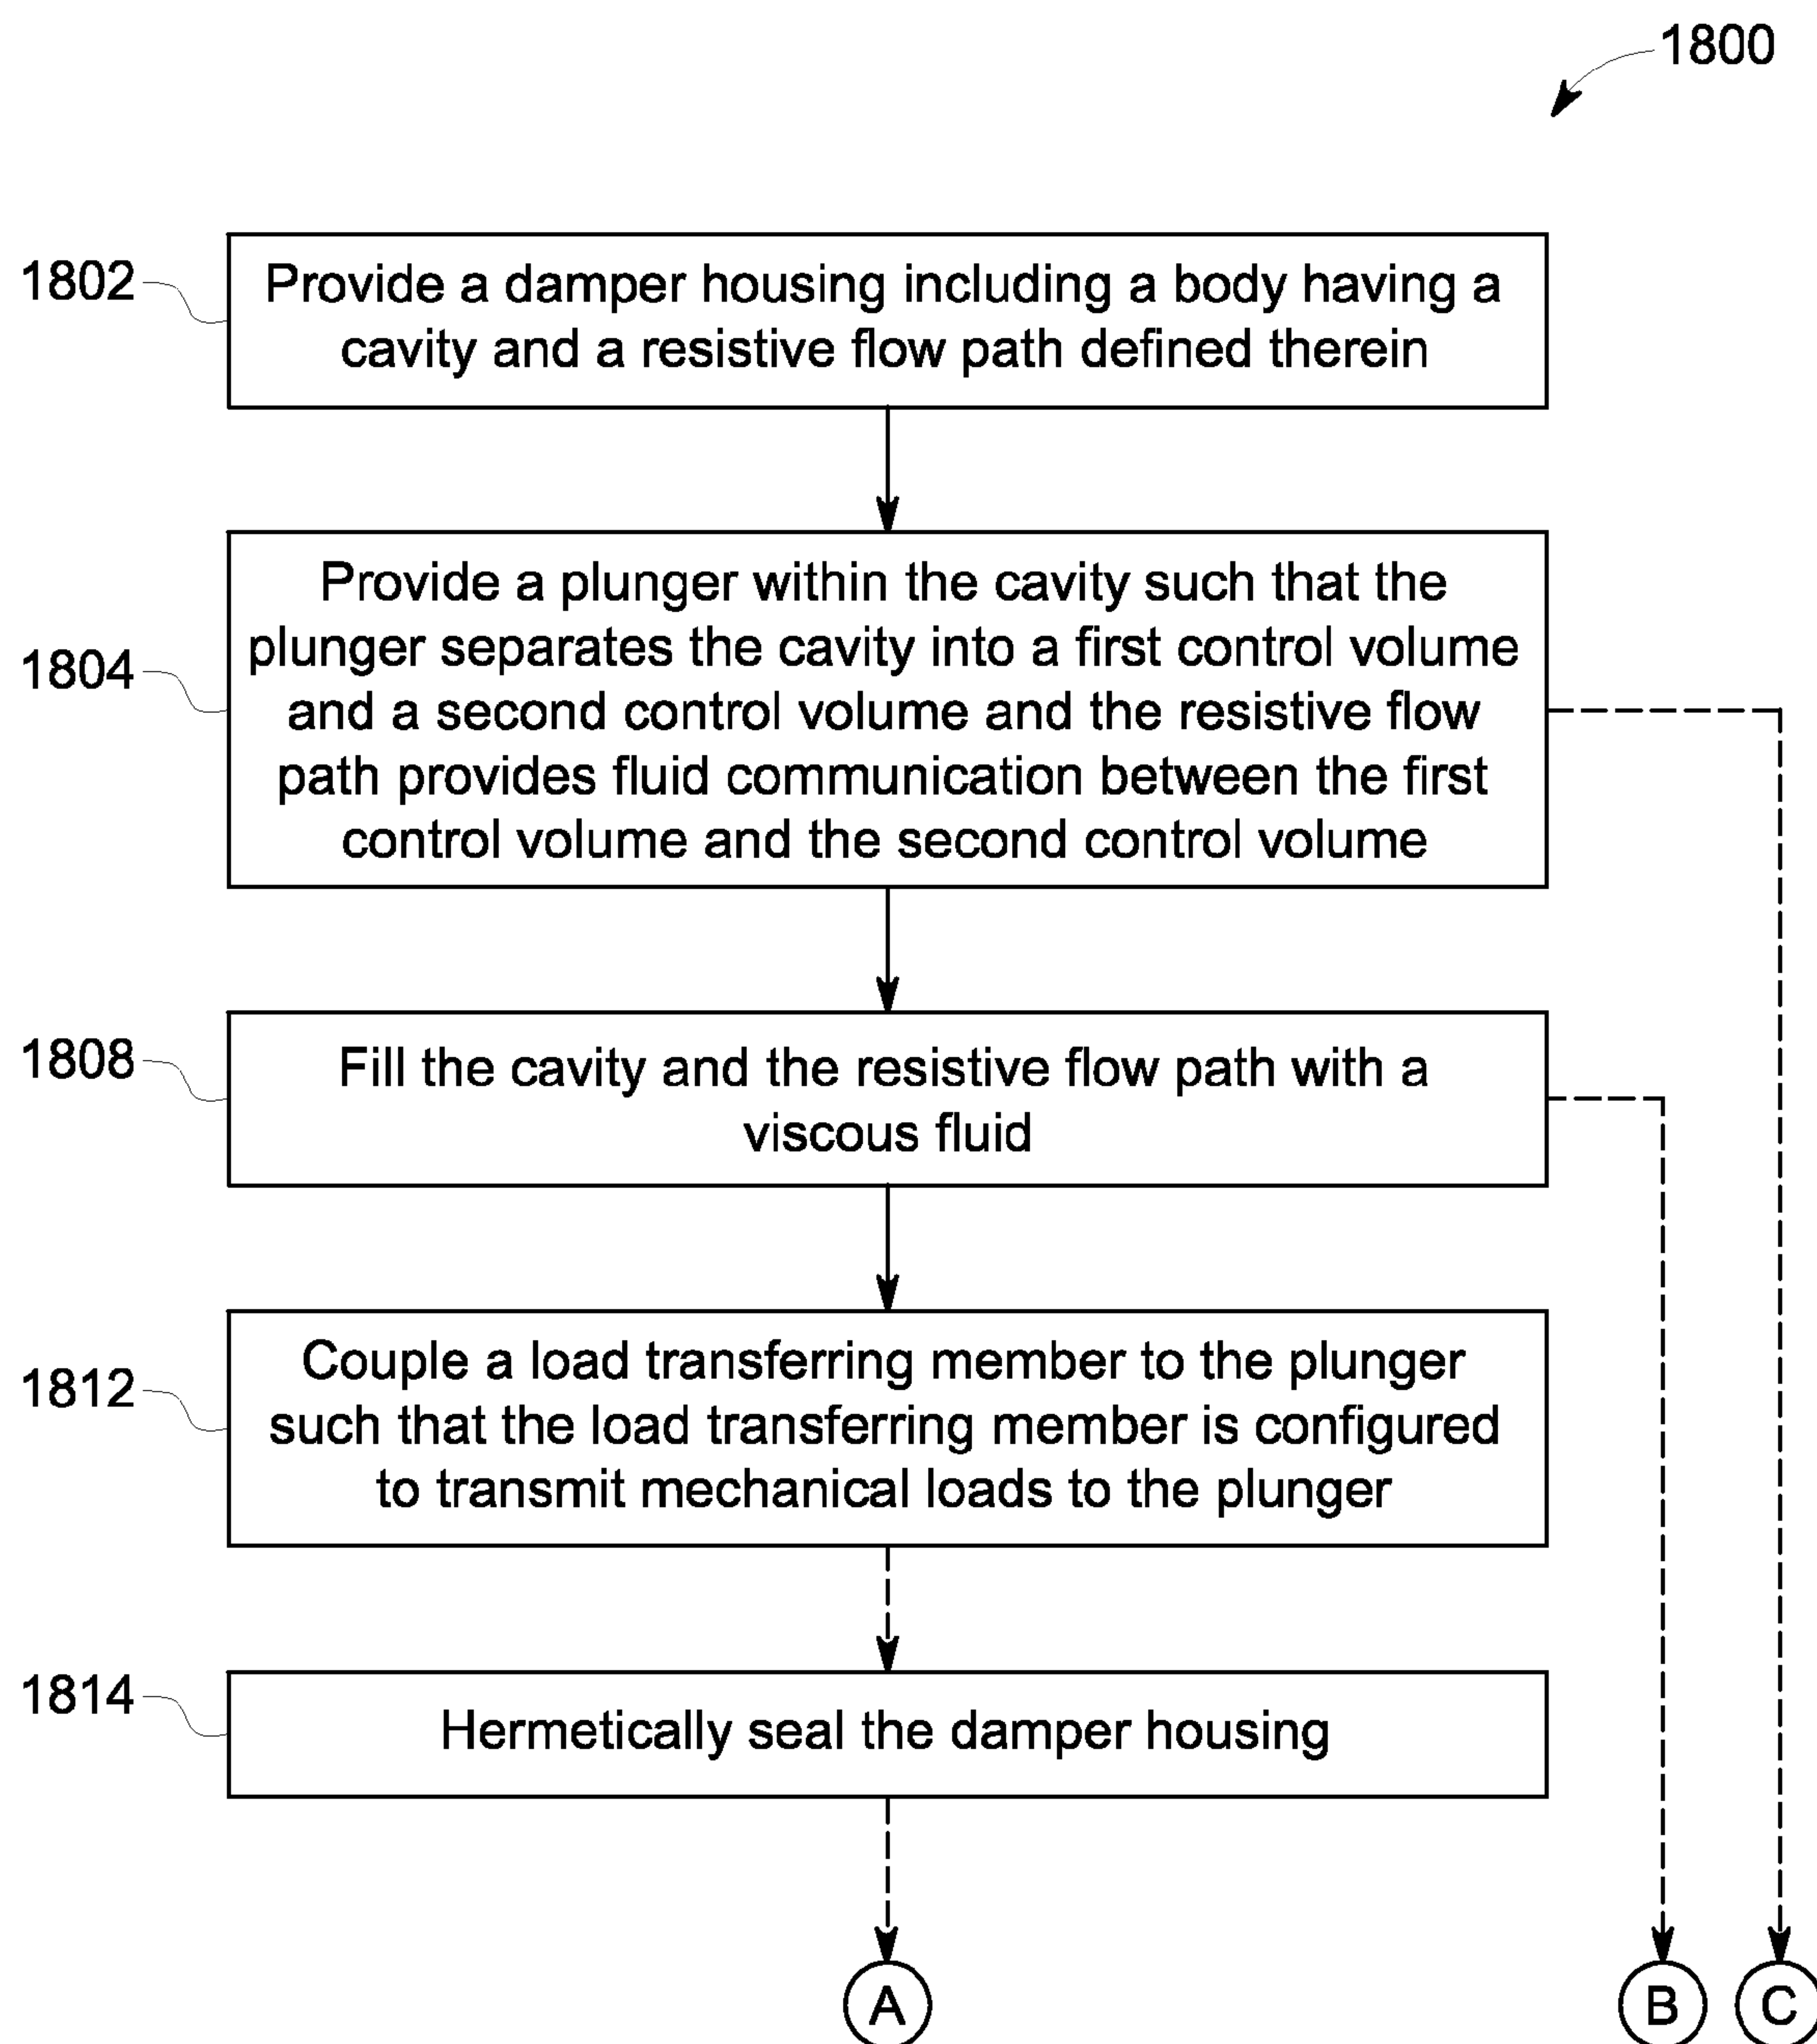 1800
1802
Provide a damper housing including a body having a
cavity and a resistive flow path defined therein
1804
Provide a plunger within the cavity such that the
plunger separates the cavity into a first control volume
and a second control volume and the resistive flow
path provides fluid communication between the first
control volume and the second control volume
1808
Fill the cavity and the resistive flow path with a
viscous fluid
1812
Couple a load transferring member to the plunger
such that the load transferring member is configured
to transmit mechanical loads to the plunger
1814
Hermetically seal the damper housing
A
B
C